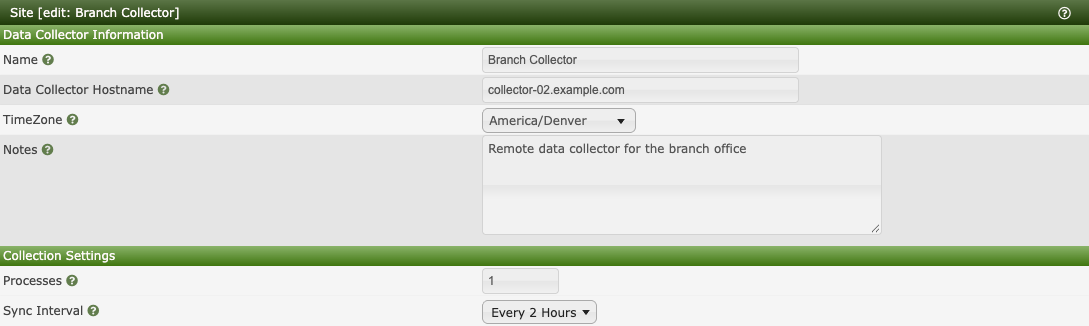 Site [edit: Branch Collector]
Data Collector Information
Name
Branch Collector
Data Collector Hostname
collector-02.example.com
TimeZone
America/Denver
Notes
Remote data collector for the branch office
Collection Settings
Processes
1
Sync Interval
Every 2 Hours